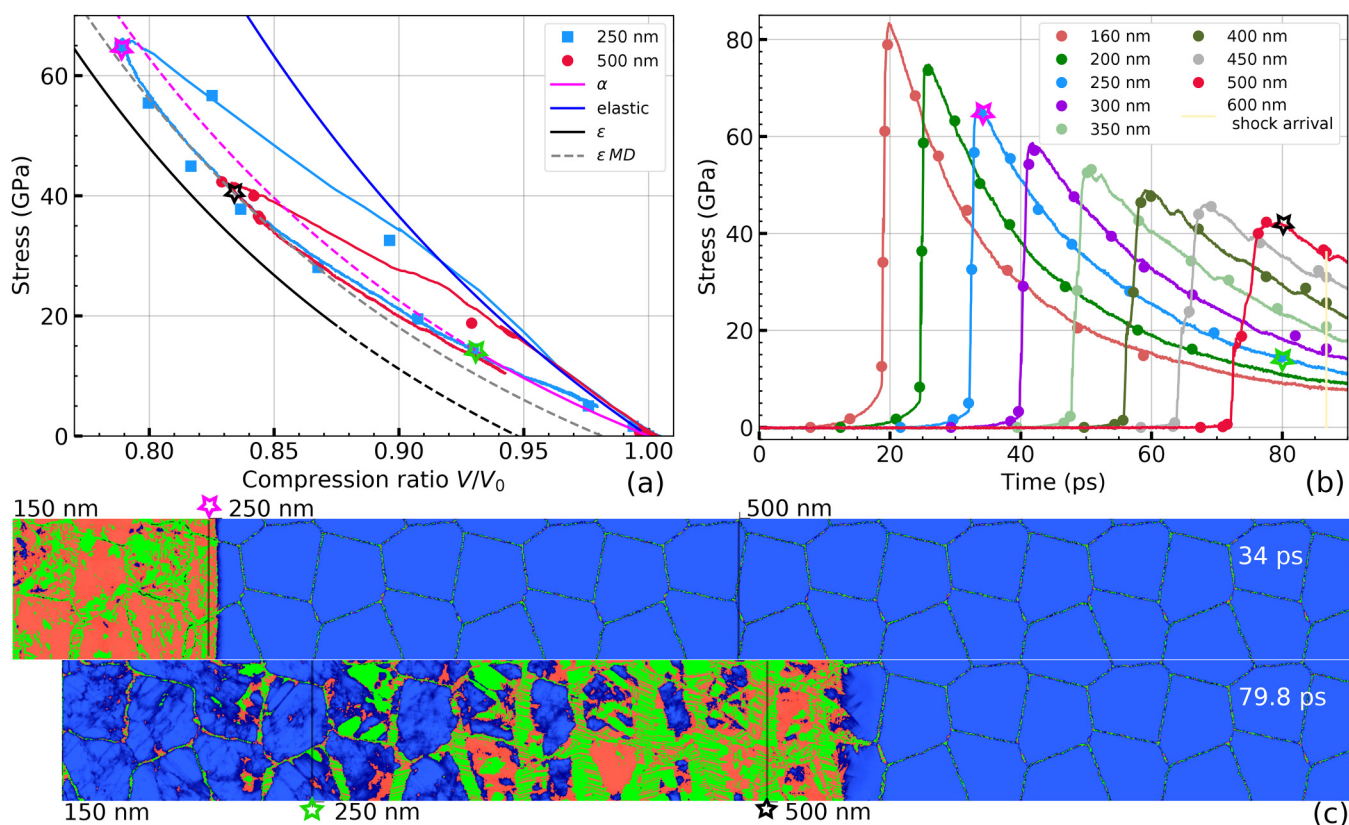 60
40
20
0
0.80
0.85
0.90
0.95
1.00
Stress (GPa)
Compression ratio V/V₀
(a)
250 nm
500 nm
α
elastic
ε
ε MD
80
60
40
20
0
0
20
40
60
80
Stress (GPa)
Time (ps)
(b)
160 nm
200 nm
250 nm
300 nm
350 nm
400 nm
450 nm
500 nm
600 nm
shock arrival
150 nm
250 nm
500 nm
34 ps
79.8 ps
150 nm
250 nm
500 nm
(c)